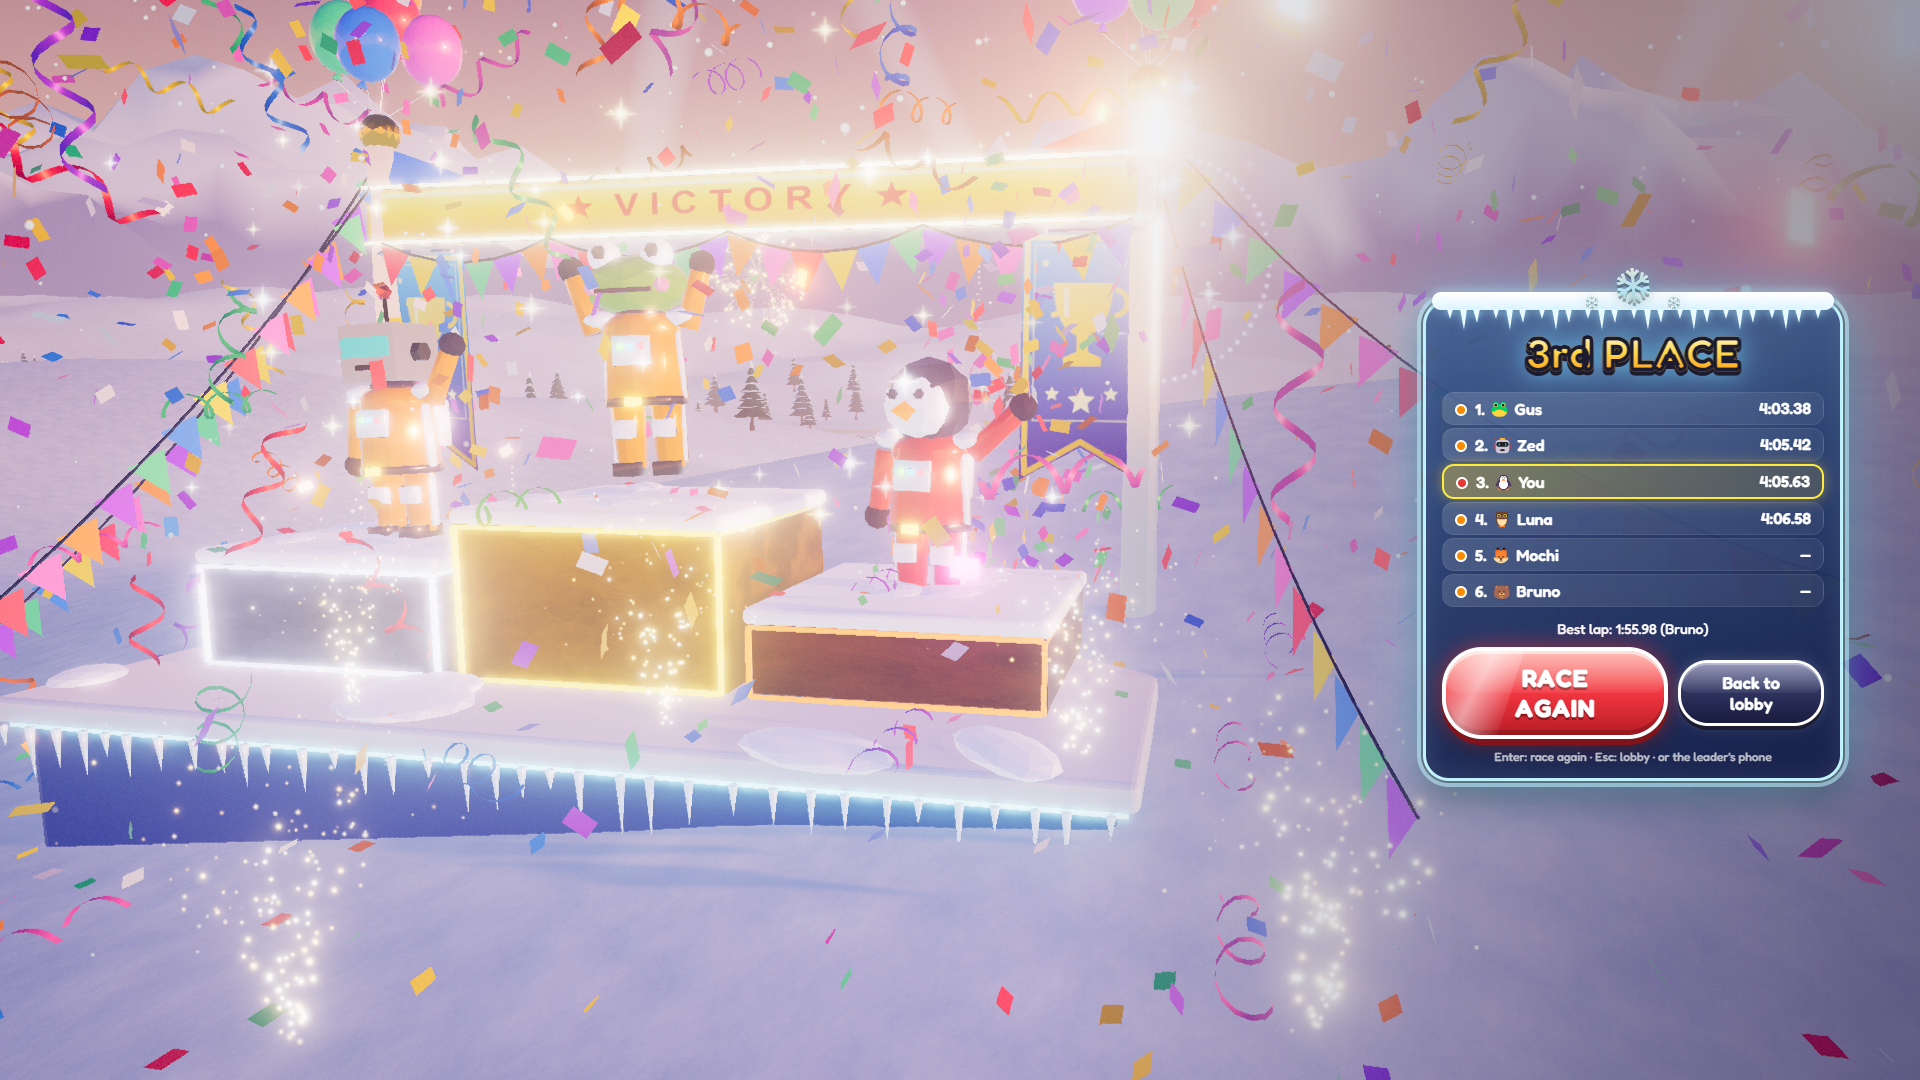 ★ VICTORY ★
3rd PLACE
1. Gus 4:03.38
2. Zed 4:05.42
3. You 4:05.63
4. Luna 4:06.58
5. Mochi –
6. Bruno –
Best lap: 1:55.98 (Bruno)
RACE
AGAIN
Back to
lobby
Enter: race again · Esc: lobby · or the leader's phone